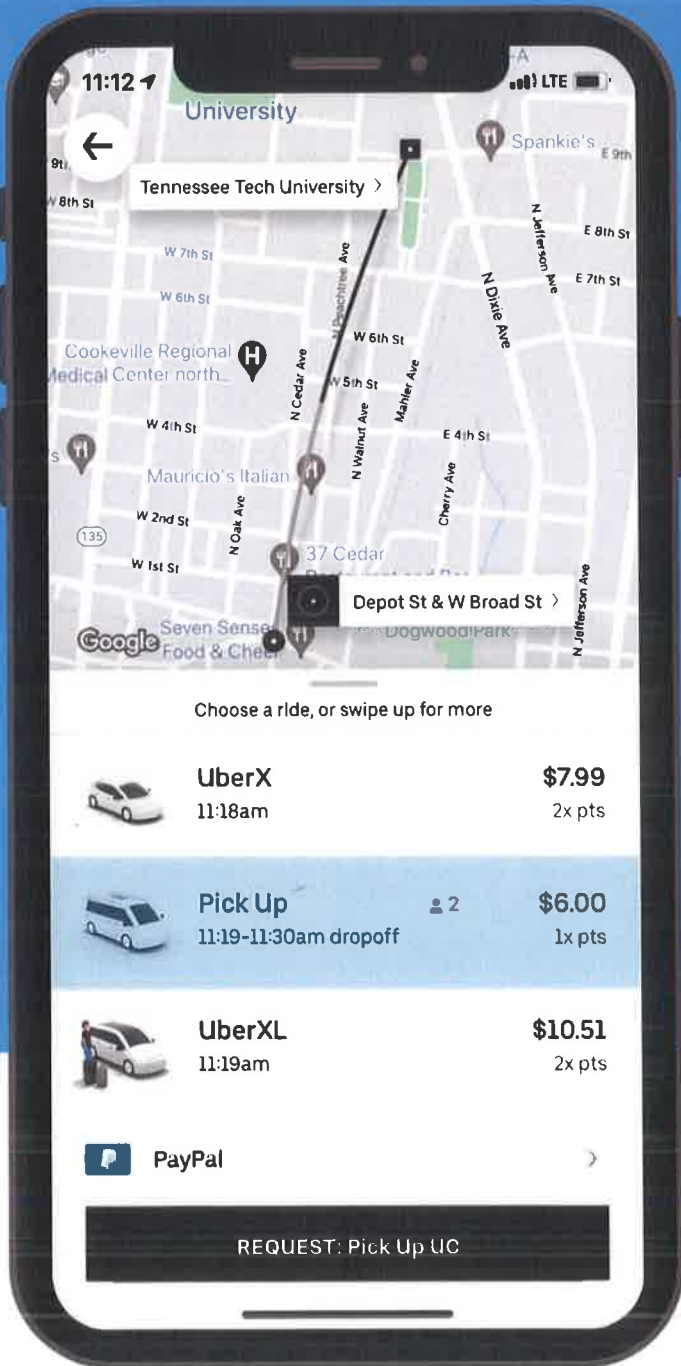 11:12
LTE
University
Spankie's
E 9th
Tennessee Tech University
W 8th St
N Jefferson Ave
E 8th St
W 7th St
E 7th St
N Dixie Ave
W 6th St
N Peachtree Ave
W 6th St
Cookeville Regional
Medical Center north...
H
N Cedar Ave
W 5th St
Mahler Ave
W 4th St
N Walnut Ave
E 4th St
Mauricio's Italian
Cherry Ave
W 2nd St
N Oak Ave
135
37 Cedar
W 1st St
Restaurant and Bar
Depot St & W Broad St
N Jefferson Ave
Google
Seven Sense
Food & Cheer
Dogwood Park
Choose a ride, or swipe up for more
UberX $7.99
11:18am 2x pts
Pick Up 2 $6.00
11:19-11:30am dropoff 1x pts
UberXL $10.51
11:19am 2x pts
P PayPal
REQUEST: Pick Up UC